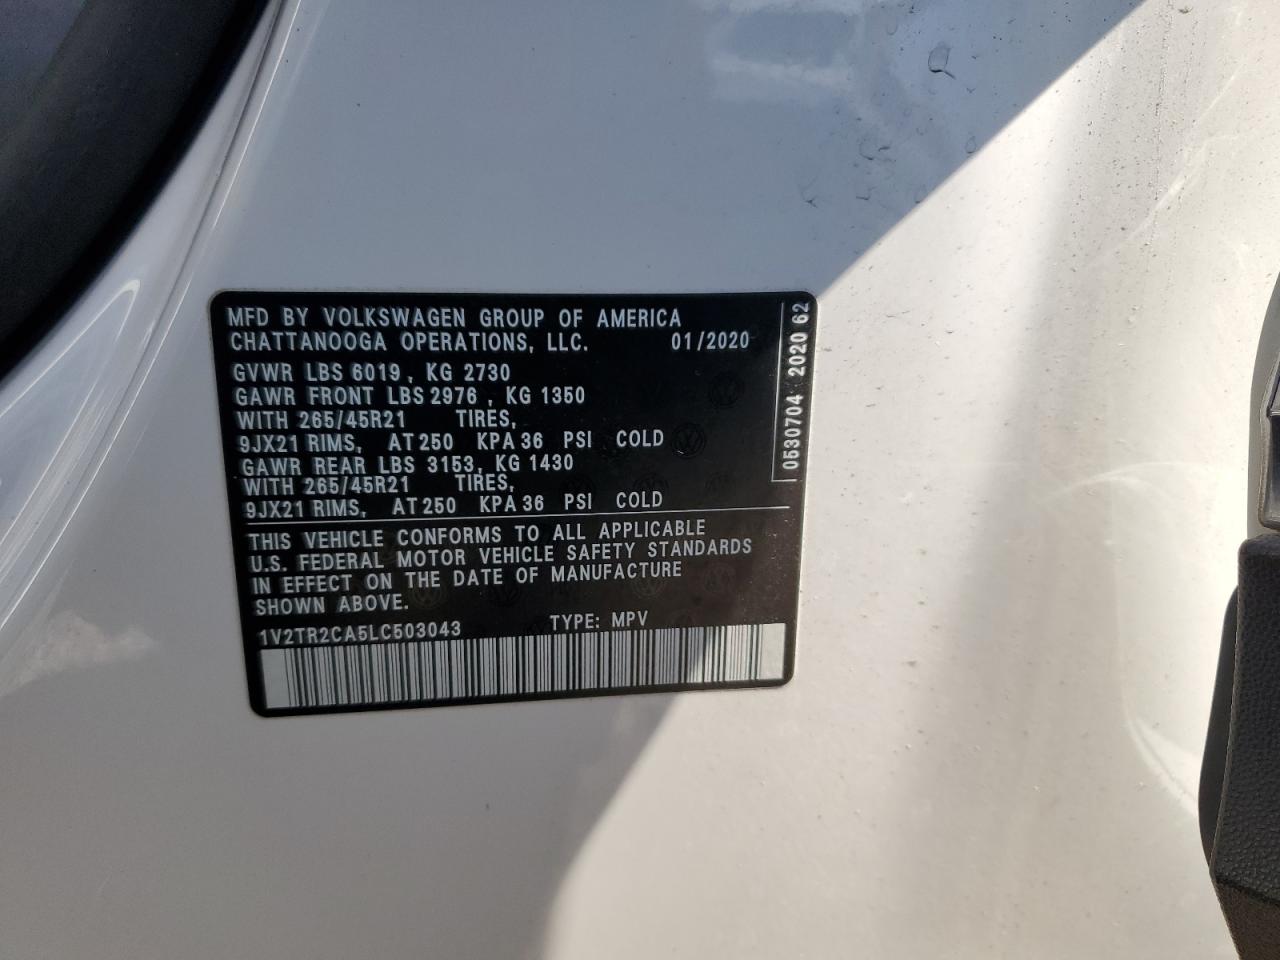 MFD BY VOLKSWAGEN GROUP OF AMERICA
CHATTANOOGA OPERATIONS, LLC. 01/2020
GVWR LBS 6019, KG 2730
GAWR FRONT LBS 2976, KG 1350
WITH 265/45R21 TIRES,
9JX21 RIMS, AT 250 KPA 36 PSI COLD
GAWR REAR LBS 3153, KG 1430
WITH 265/45R21 TIRES,
9JX21 RIMS, AT 250 KPA 36 PSI COLD
THIS VEHICLE CONFORMS TO ALL APPLICABLE
U.S. FEDERAL MOTOR VEHICLE SAFETY STANDARDS
IN EFFECT ON THE DATE OF MANUFACTURE
SHOWN ABOVE.
1V2TR2CA5LC503043 TYPE: MPV
0530704 2020 62